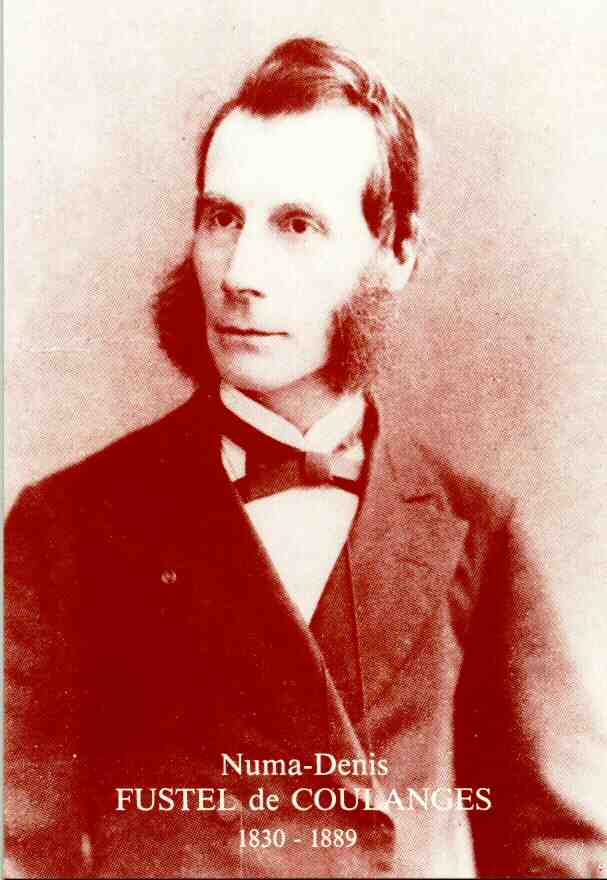 Numa-Denis
FUSTEL de COULANGES
1830 - 1889